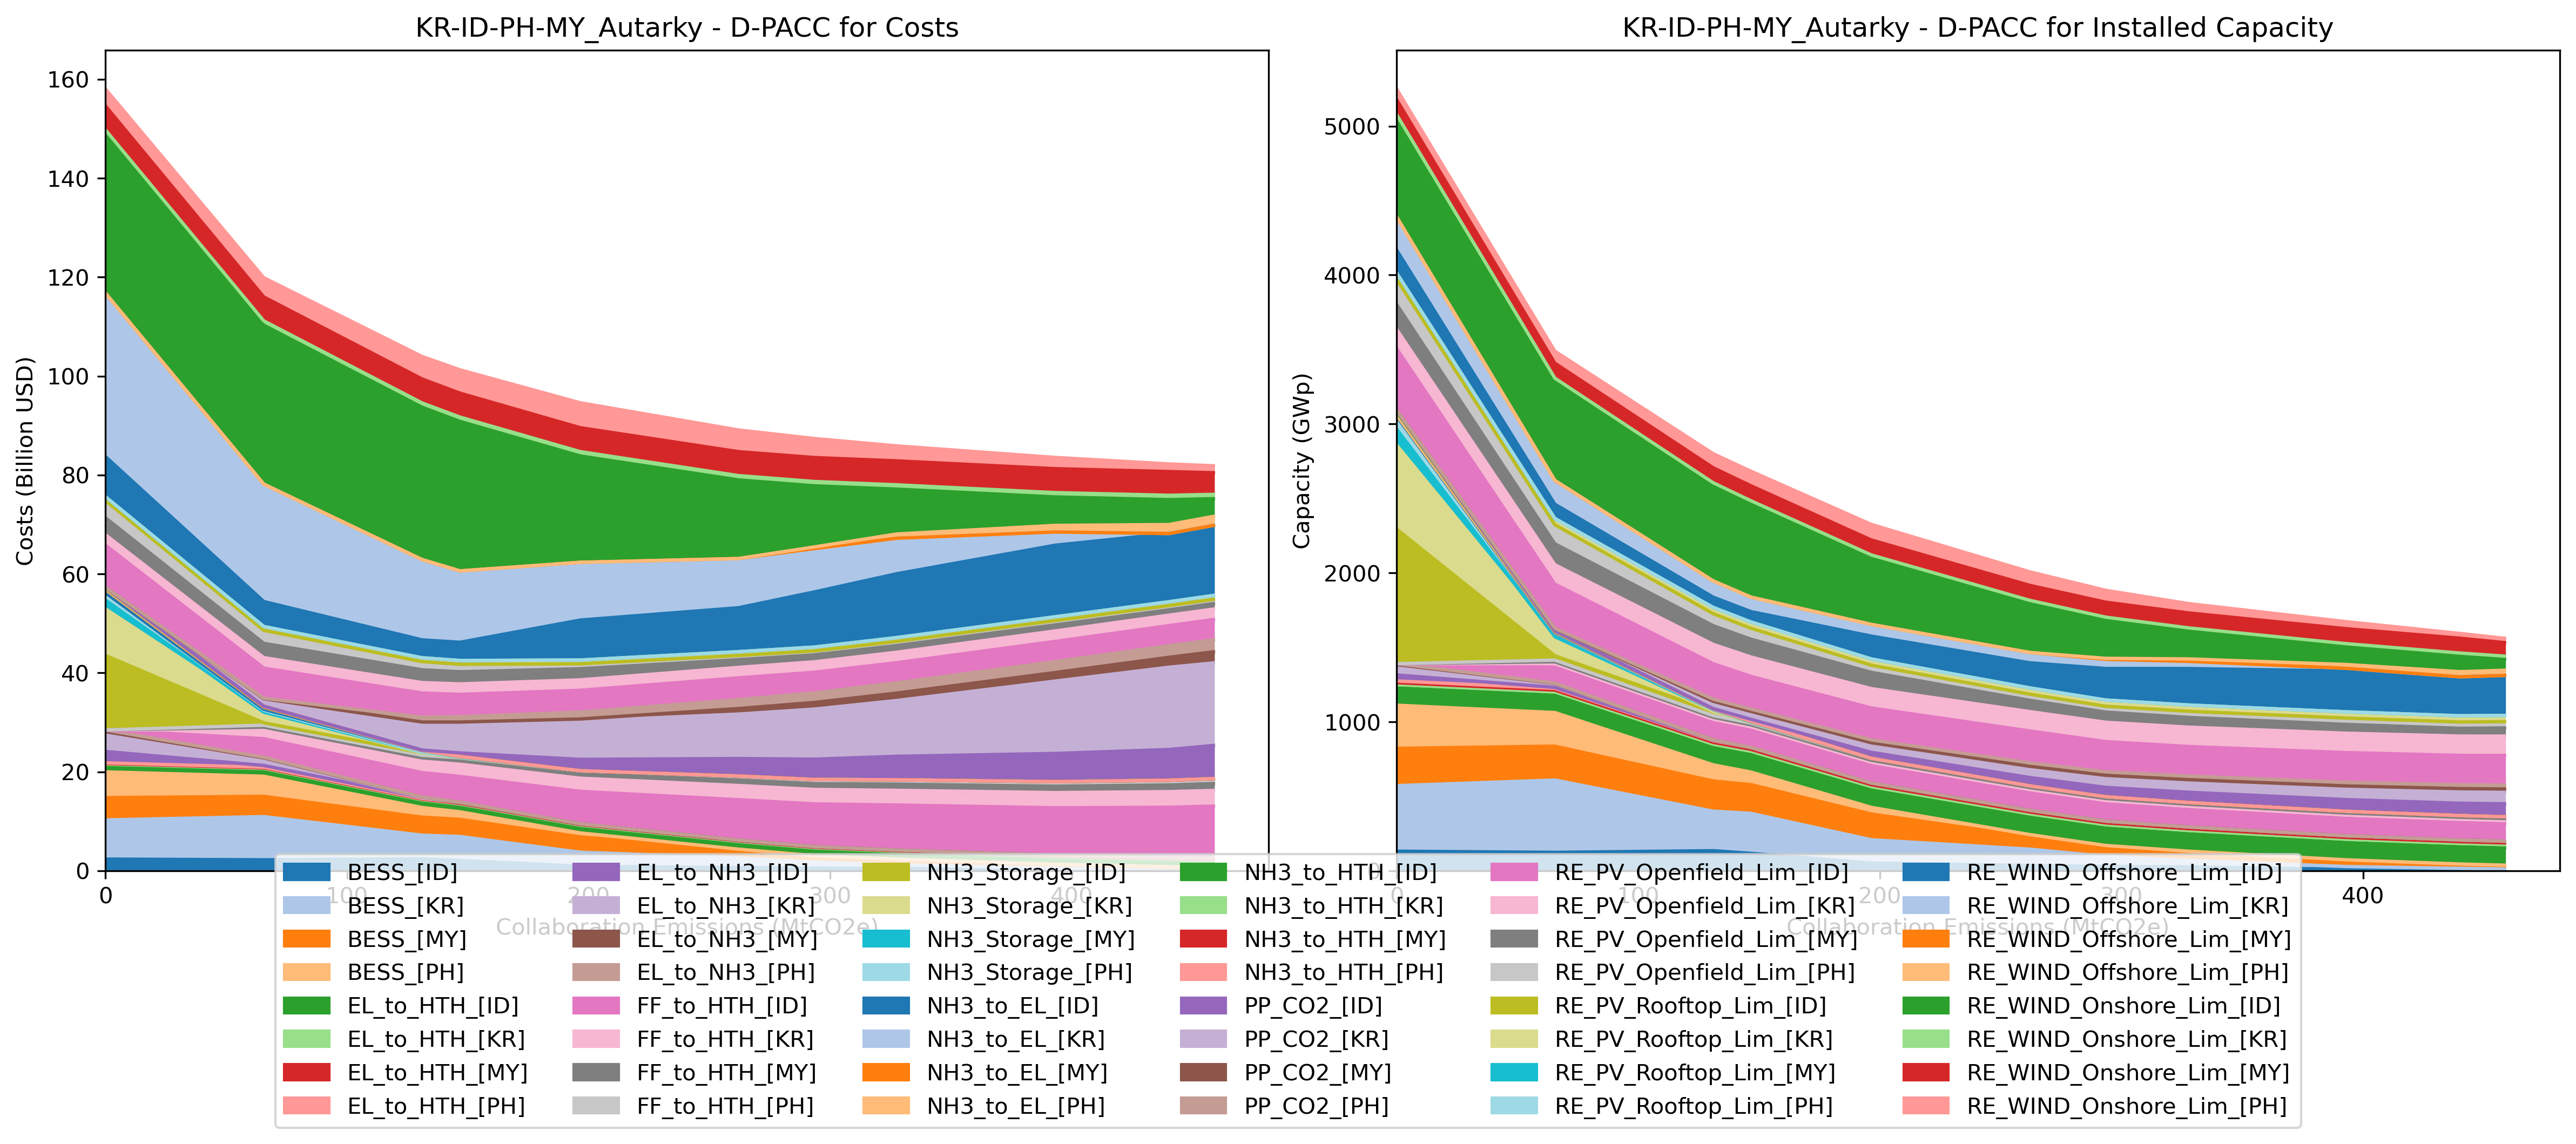 KR-ID-PH-MY_Autarky - D-PACC for Costs
160
140
120
100
80
60
40
20
0
Costs (Billion USD)
0 100 200 300 400
Collaboration Emissions (MtCO2e)
KR-ID-PH-MY_Autarky - D-PACC for Installed Capacity
5000
4000
3000
2000
1000
0
Capacity (GWp)
0 100 200 300 400
Collaboration Emissions (MtCO2e)
BESS_[ID]
BESS_[KR]
BESS_[MY]
BESS_[PH]
EL_to_HTH_[ID]
EL_to_HTH_[KR]
EL_to_HTH_[MY]
EL_to_HTH_[PH]
EL_to_NH3_[ID]
EL_to_NH3_[KR]
EL_to_NH3_[MY]
EL_to_NH3_[PH]
FF_to_HTH_[ID]
FF_to_HTH_[KR]
FF_to_HTH_[MY]
FF_to_HTH_[PH]
NH3_Storage_[ID]
NH3_Storage_[KR]
NH3_Storage_[MY]
NH3_Storage_[PH]
NH3_to_EL_[ID]
NH3_to_EL_[KR]
NH3_to_EL_[MY]
NH3_to_EL_[PH]
NH3_to_HTH_[ID]
NH3_to_HTH_[KR]
NH3_to_HTH_[MY]
NH3_to_HTH_[PH]
PP_CO2_[ID]
PP_CO2_[KR]
PP_CO2_[MY]
PP_CO2_[PH]
RE_PV_Openfield_Lim_[ID]
RE_PV_Openfield_Lim_[KR]
RE_PV_Openfield_Lim_[MY]
RE_PV_Openfield_Lim_[PH]
RE_PV_Rooftop_Lim_[ID]
RE_PV_Rooftop_Lim_[KR]
RE_PV_Rooftop_Lim_[MY]
RE_PV_Rooftop_Lim_[PH]
RE_WIND_Offshore_Lim_[ID]
RE_WIND_Offshore_Lim_[KR]
RE_WIND_Offshore_Lim_[MY]
RE_WIND_Offshore_Lim_[PH]
RE_WIND_Onshore_Lim_[ID]
RE_WIND_Onshore_Lim_[KR]
RE_WIND_Onshore_Lim_[MY]
RE_WIND_Onshore_Lim_[PH]